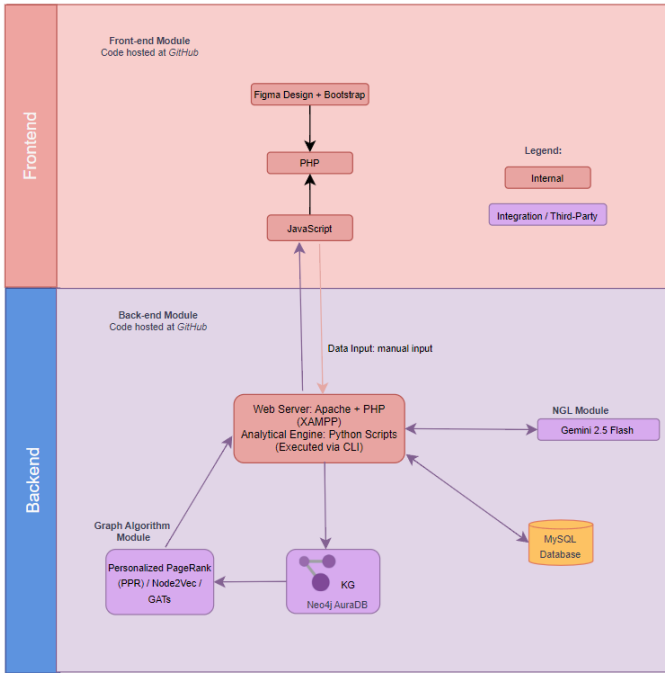 Front-end Module
Code hosted at GitHub
Frontend
Figma Design + Bootstrap
PHP
JavaScript
Legend:
Internal
Integration / Third-Party
Back-end Module
Code hosted at GitHub
Backend
Data Input: manual input
Web Server: Apache + PHP
(XAMPP)
Analytical Engine: Python Scripts
(Executed via CLI)
NGL Module
Gemini 2.5 Flash
MySQL
Database
Graph Algorithm
Module
Personalized PageRank
(PPR) / Node2Vec /
GATs
KG
Neo4j AuraDB